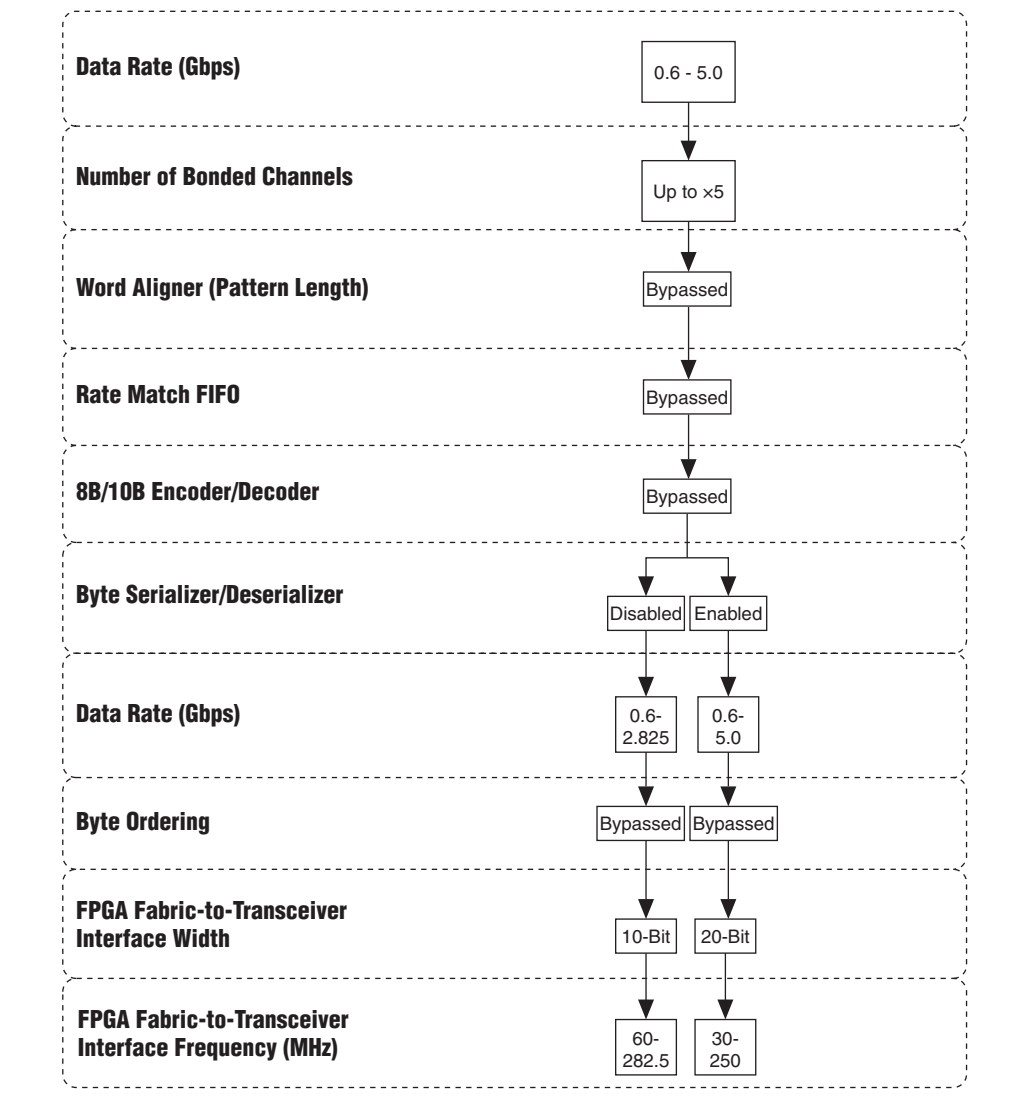 Data Rate (Gbps)
0.6 - 5.0
Number of Bonded Channels
Up to ×5
Word Aligner (Pattern Length)
Bypassed
Rate Match FIFO
Bypassed
8B/10B Encoder/Decoder
Bypassed
Byte Serializer/Deserializer
Disabled
Enabled
Data Rate (Gbps)
0.6-
2.825
0.6-
5.0
Byte Ordering
Bypassed
Bypassed
FPGA Fabric-to-Transceiver
Interface Width
10-Bit
20-Bit
FPGA Fabric-to-Transceiver
Interface Frequency (MHz)
60-
282.5
30-
250